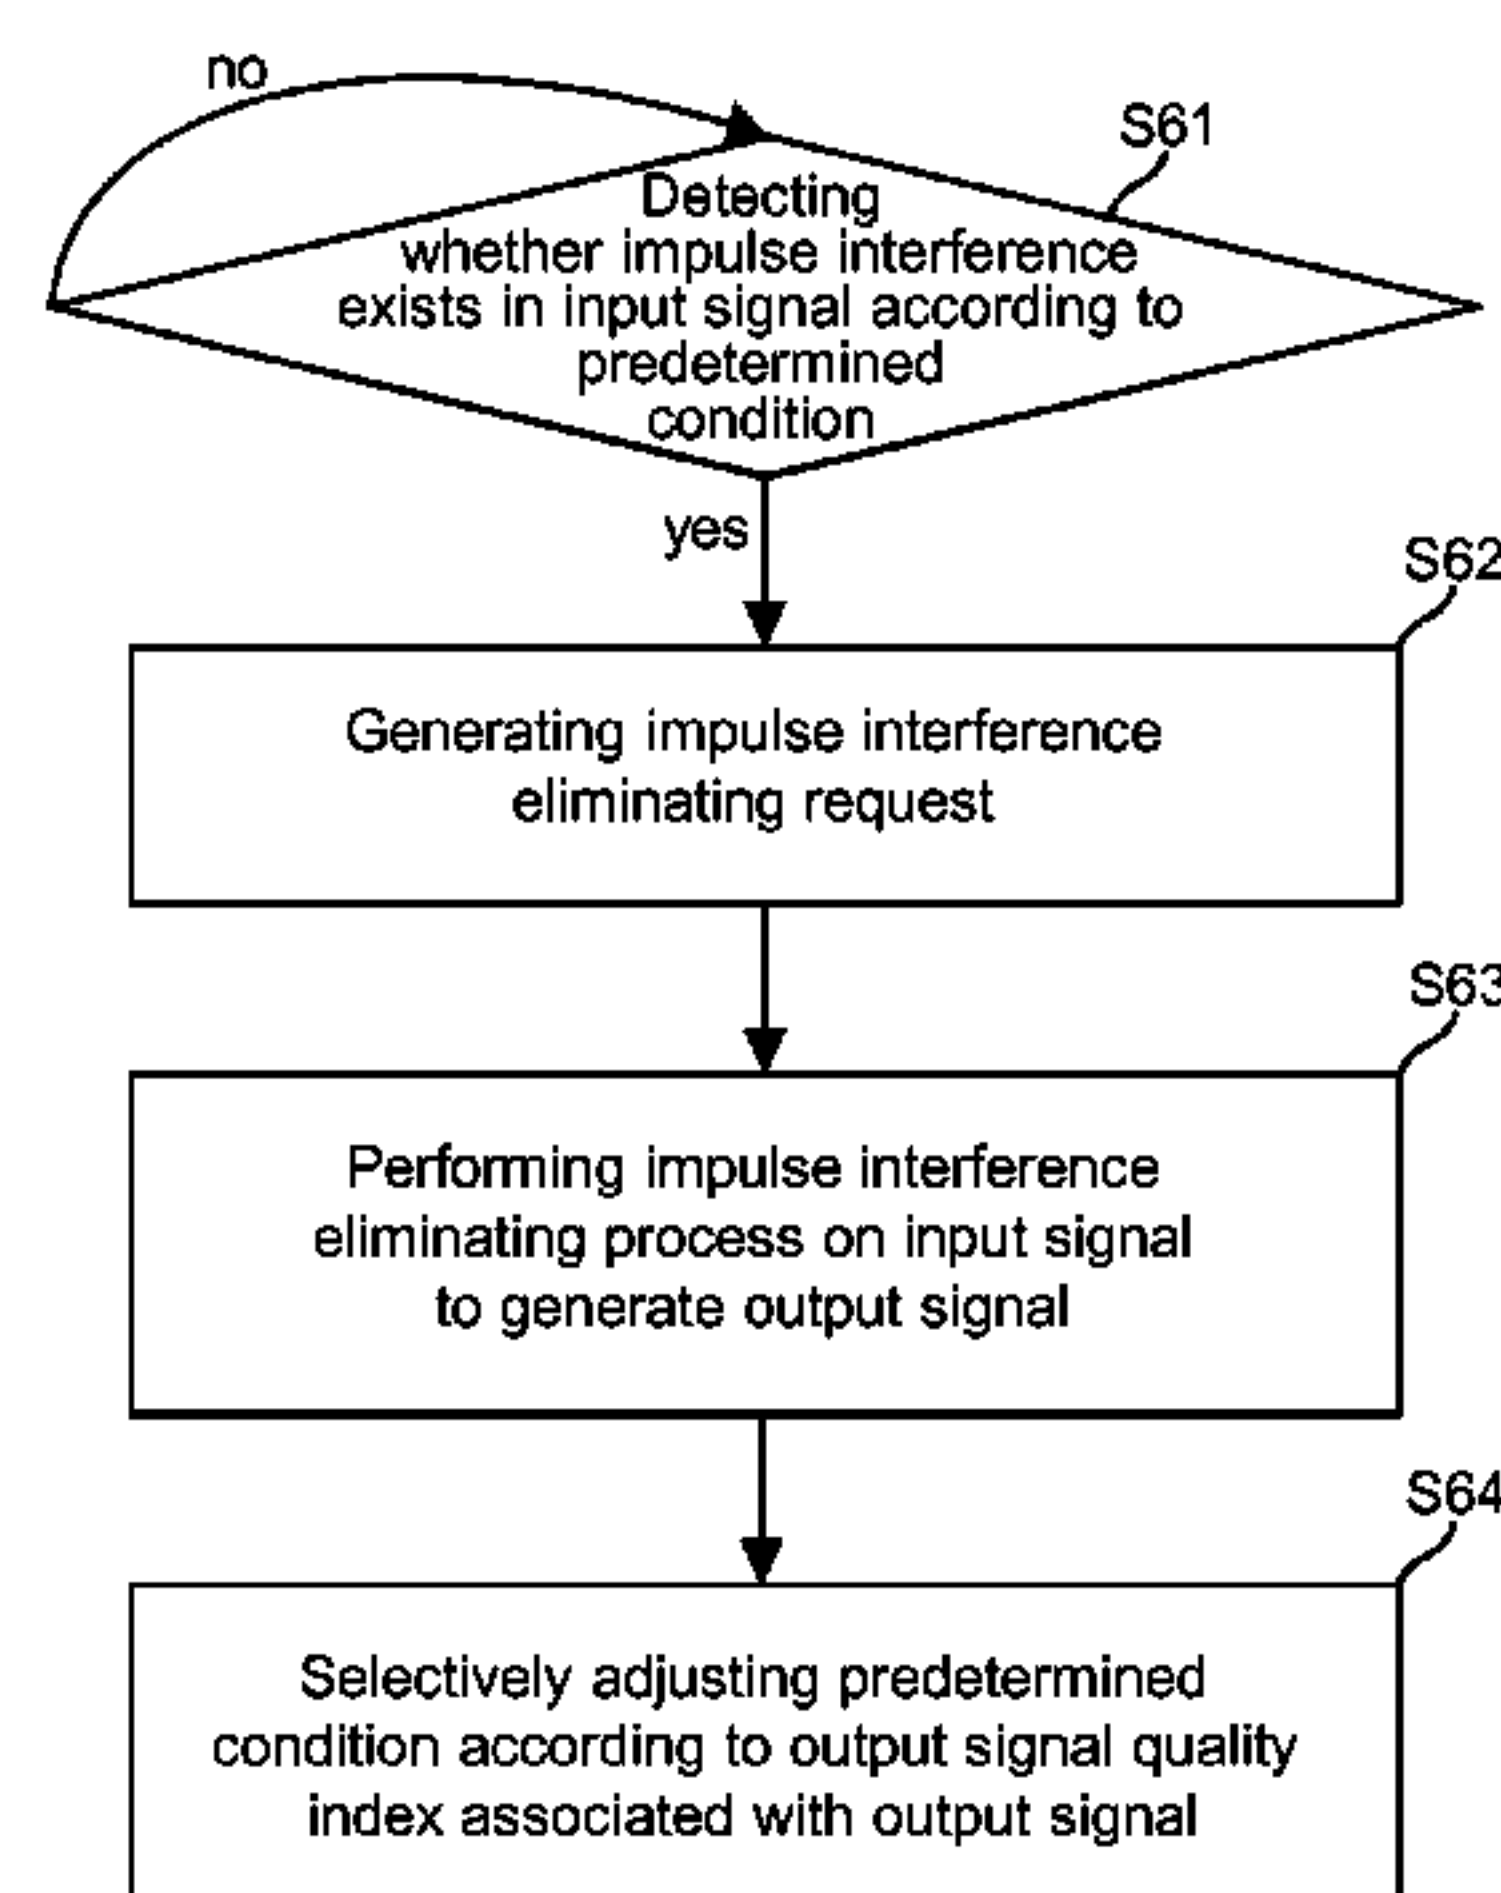 no
S61
Detecting
whether impulse interference
exists in input signal according to
predetermined
condition
yes
S62
Generating impulse interference
eliminating request
S63
Performing impulse interference
eliminating process on input signal
to generate output signal
S64
Selectively adjusting predetermined
condition according to output signal quality
index associated with output signal